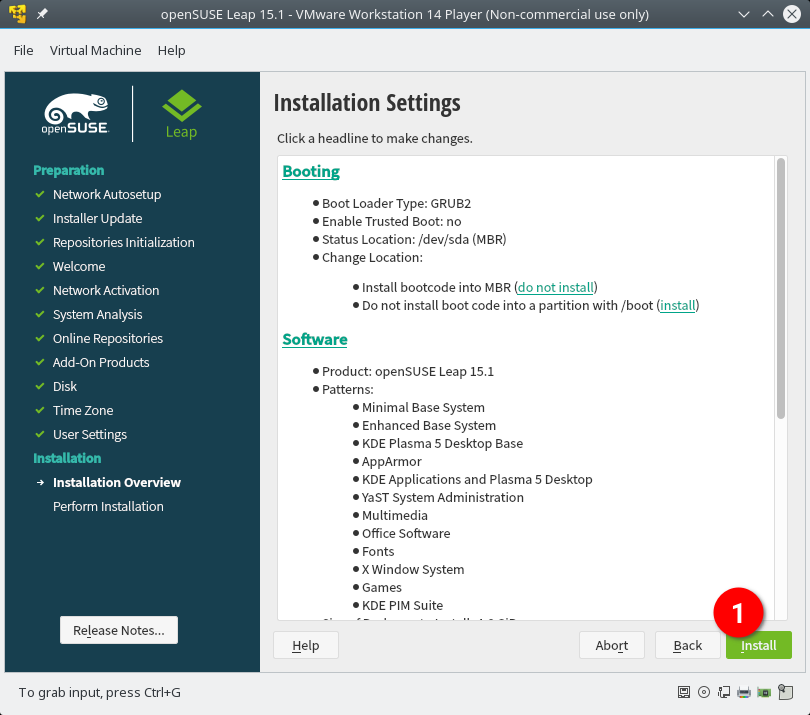 openSUSE Leap 15.1 - VMware Workstation 14 Player (Non-commercial use only)
File Virtual Machine Help
openSUSE Leap
Preparation
Network Autosetup
Installer Update
Repositories Initialization
Welcome
Network Activation
System Analysis
Online Repositories
Add-On Products
Disk
Time Zone
User Settings
Installation
Installation Overview
Perform Installation
Release Notes...
Installation Settings
Click a headline to make changes.
Booting
Boot Loader Type: GRUB2
Enable Trusted Boot: no
Status Location: /dev/sda (MBR)
Change Location:
Install bootcode into MBR (do not install)
Do not install boot code into a partition with /boot (install)
Software
Product: openSUSE Leap 15.1
Patterns:
Minimal Base System
Enhanced Base System
KDE Plasma 5 Desktop Base
AppArmor
KDE Applications and Plasma 5 Desktop
YaST System Administration
Multimedia
Office Software
Fonts
X Window System
Games
KDE PIM Suite
1
Help Abort Back Install
To grab input, press Ctrl+G